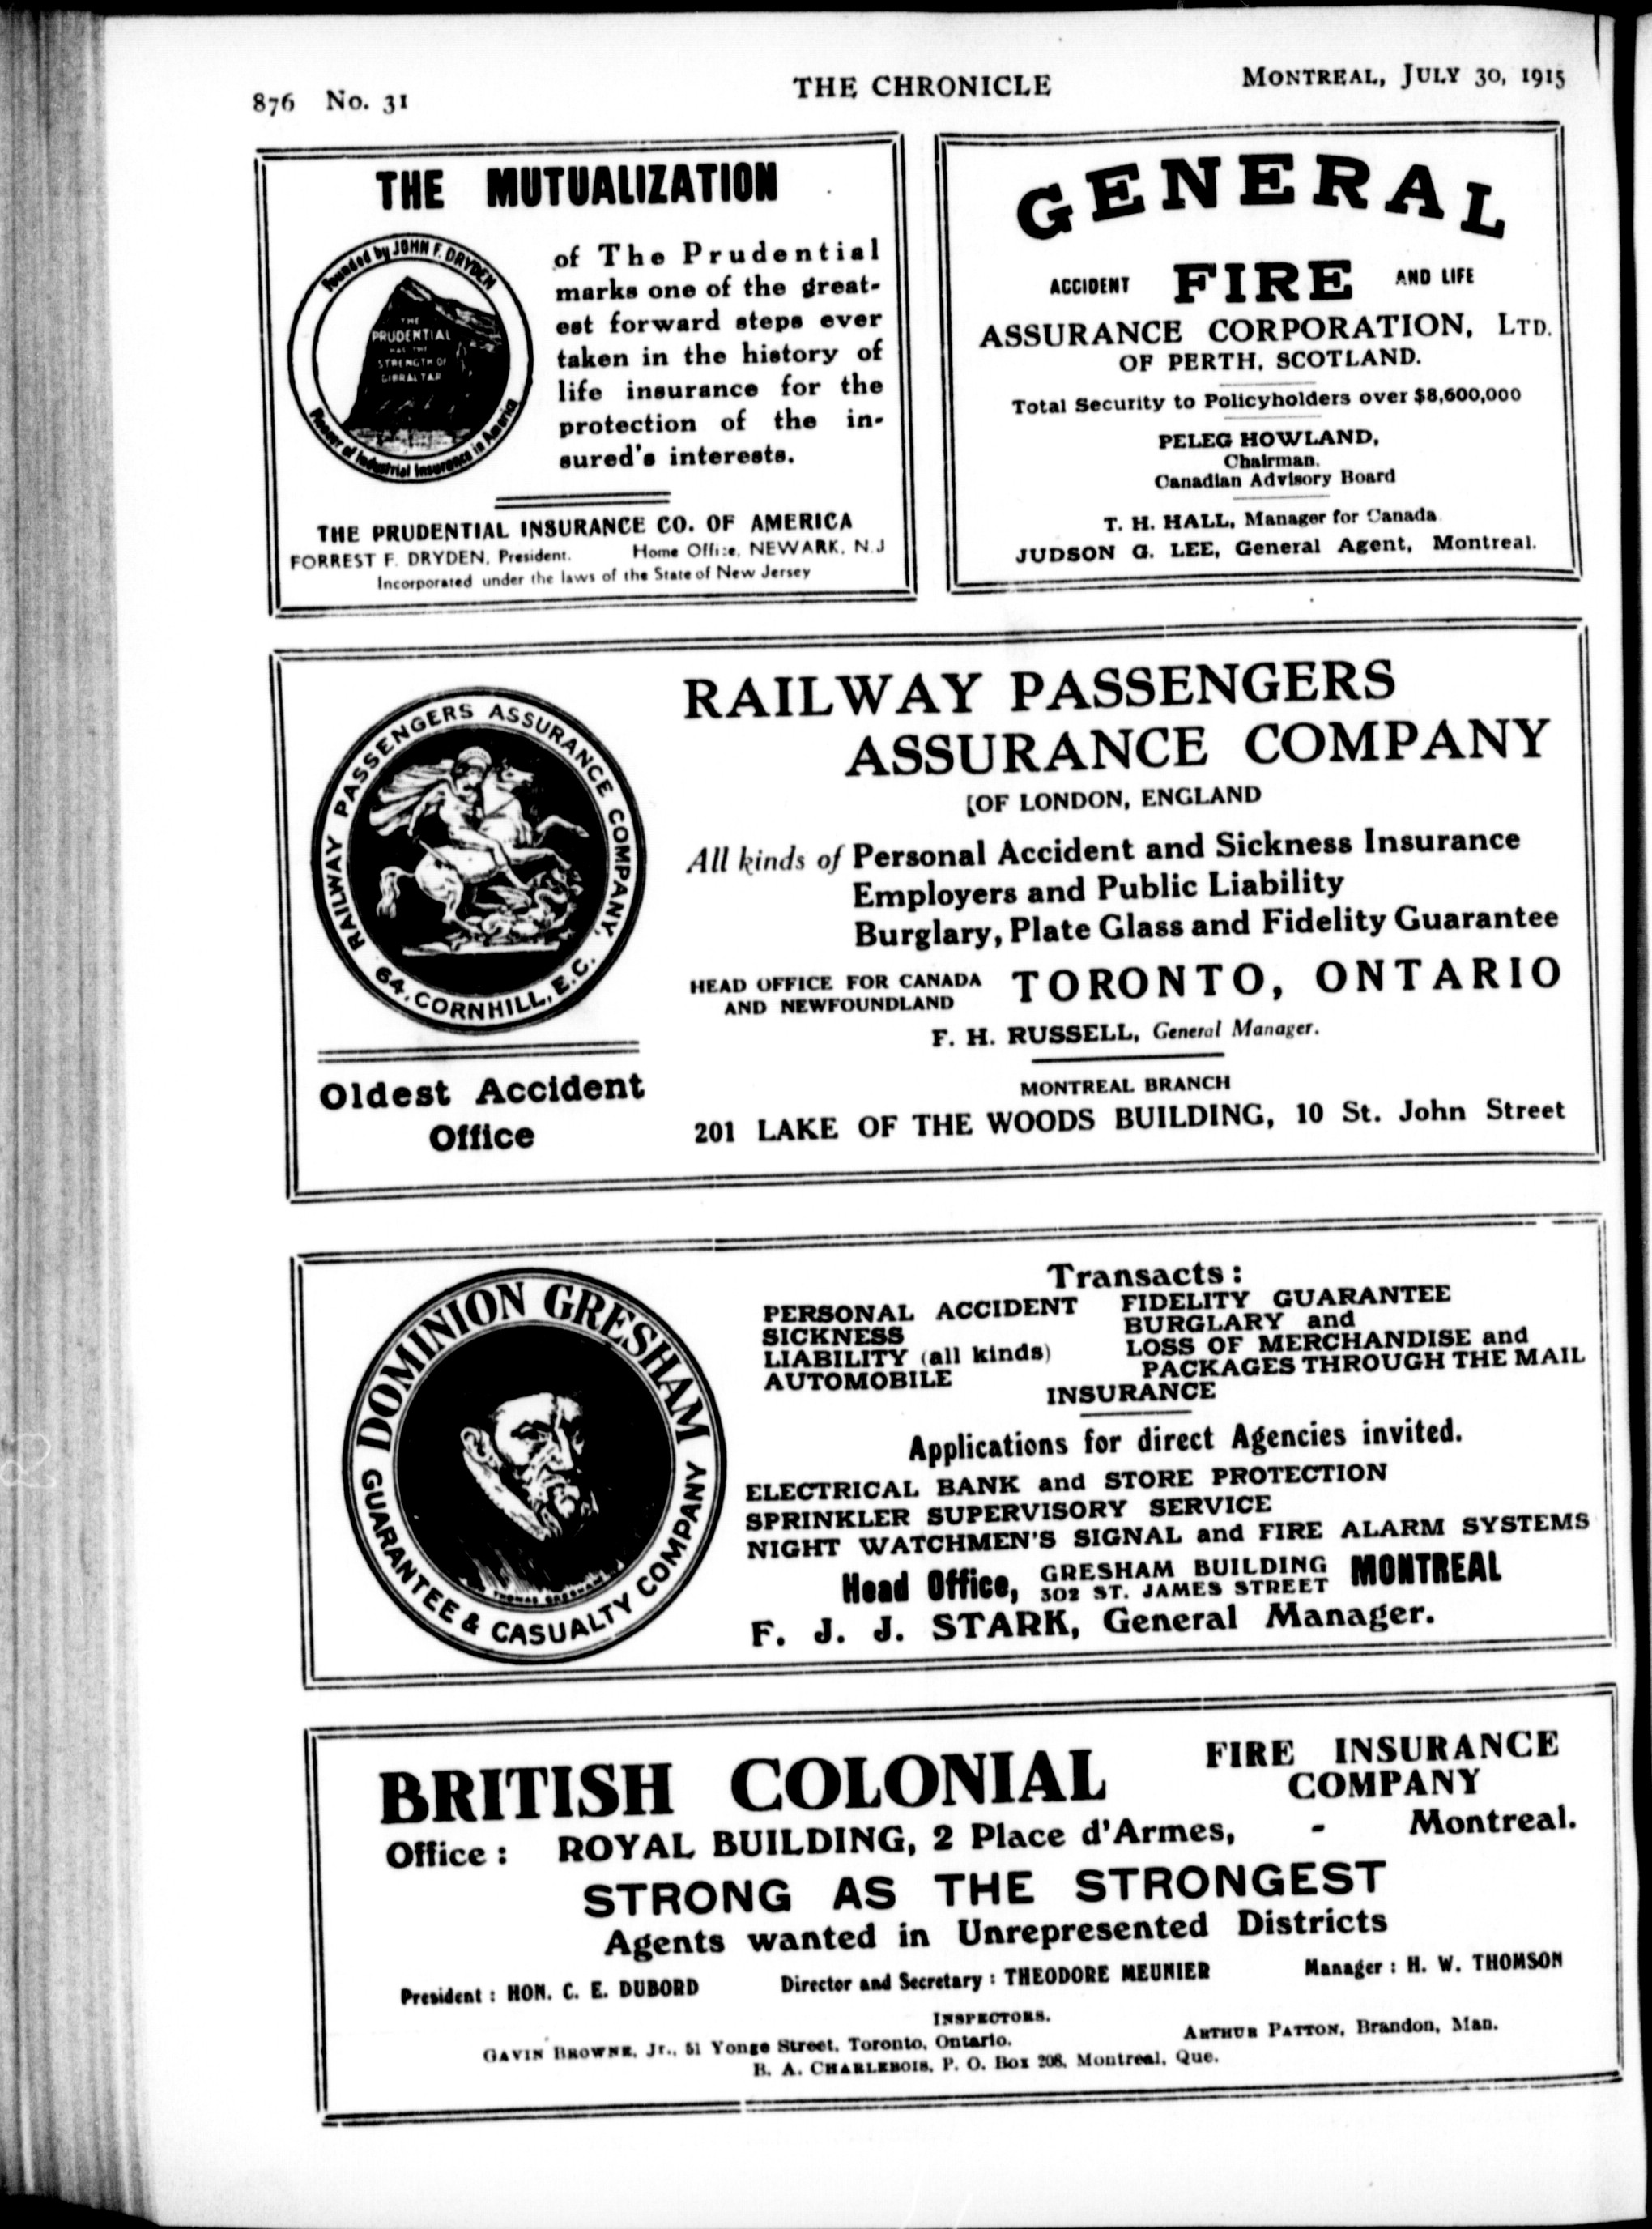 876 No. 31
THE CHRONICLE
MONTREAL, JULY 30, 1915
THE MUTUALIZATION
Founded by JOHN F. DRYDEN
THE
PRUDENTIAL
HAS THE
STRENGTH OF
GIBRALTAR
Pioneer of Industrial Insurance in America
of The Prudential
marks one of the great-
est forward steps ever
taken in the history of
life insurance for the
protection of the in-
sured's interests.
THE PRUDENTIAL INSURANCE CO. OF AMERICA
FORREST F. DRYDEN, President. Home Office, NEWARK, N.J
Incorporated under the laws of the State of New Jersey
GENERAL
ACCIDENT FIRE AND LIFE
ASSURANCE CORPORATION, LTD.
OF PERTH, SCOTLAND.
Total Security to Policyholders over $8,600,000
PELEG HOWLAND,
Chairman.
Canadian Advisory Board
T. H. HALL, Manager for Canada
JUDSON G. LEE, General Agent, Montreal.
RAILWAY PASSENGERS ASSURANCE COMPANY,
64, CORNHILL, E.C.
Oldest Accident
Office
RAILWAY PASSENGERS
ASSURANCE COMPANY
[OF LONDON, ENGLAND
All kinds of Personal Accident and Sickness Insurance
Employers and Public Liability
Burglary, Plate Glass and Fidelity Guarantee
HEAD OFFICE FOR CANADA
AND NEWFOUNDLAND
TORONTO, ONTARIO
F. H. RUSSELL, General Manager.
MONTREAL BRANCH
201 LAKE OF THE WOODS BUILDING, 10 St. John Street
DOMINION GRESHAM
GUARANTEE & CASUALTY COMPANY
THOMAS GRESHAM
Transacts:
PERSONAL ACCIDENT
SICKNESS
LIABILITY (all kinds)
AUTOMOBILE
FIDELITY GUARANTEE
BURGLARY and
LOSS OF MERCHANDISE and
PACKAGES THROUGH THE MAIL
INSURANCE
Applications for direct Agencies invited.
ELECTRICAL BANK and STORE PROTECTION
SPRINKLER SUPERVISORY SERVICE
NIGHT WATCHMEN'S SIGNAL and FIRE ALARM SYSTEMS
Head Office, GRESHAM BUILDING MONTREAL
302 ST. JAMES STREET
F. J. J. STARK, General Manager.
BRITISH COLONIAL
FIRE INSURANCE
COMPANY
Office: ROYAL BUILDING, 2 Place d'Armes, - Montreal.
STRONG AS THE STRONGEST
Agents wanted in Unrepresented Districts
President: HON. C. E. DUBORD Director and Secretary: THEODORE MEUNIER Manager: H. W. THOMSON
INSPECTORS.
GAVIN BROWNE, Jr., 51 Yonge Street, Toronto, Ontario. ARTHUR PATTON, Brandon, Man.
B. A. CHARLEBOIS, P. O. Box 208, Montreal, Que.